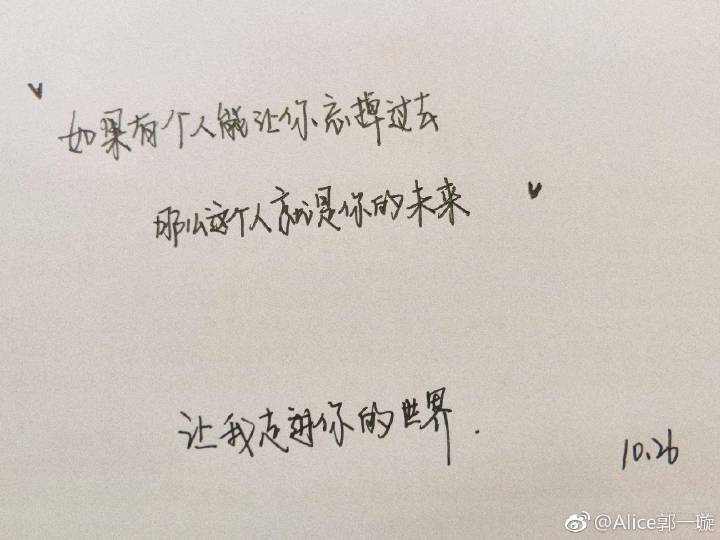 如果有个人能让你忘掉过去
那么这个人就是你的未来
让我走进你的世界.
10.26
@Alice郭一璇